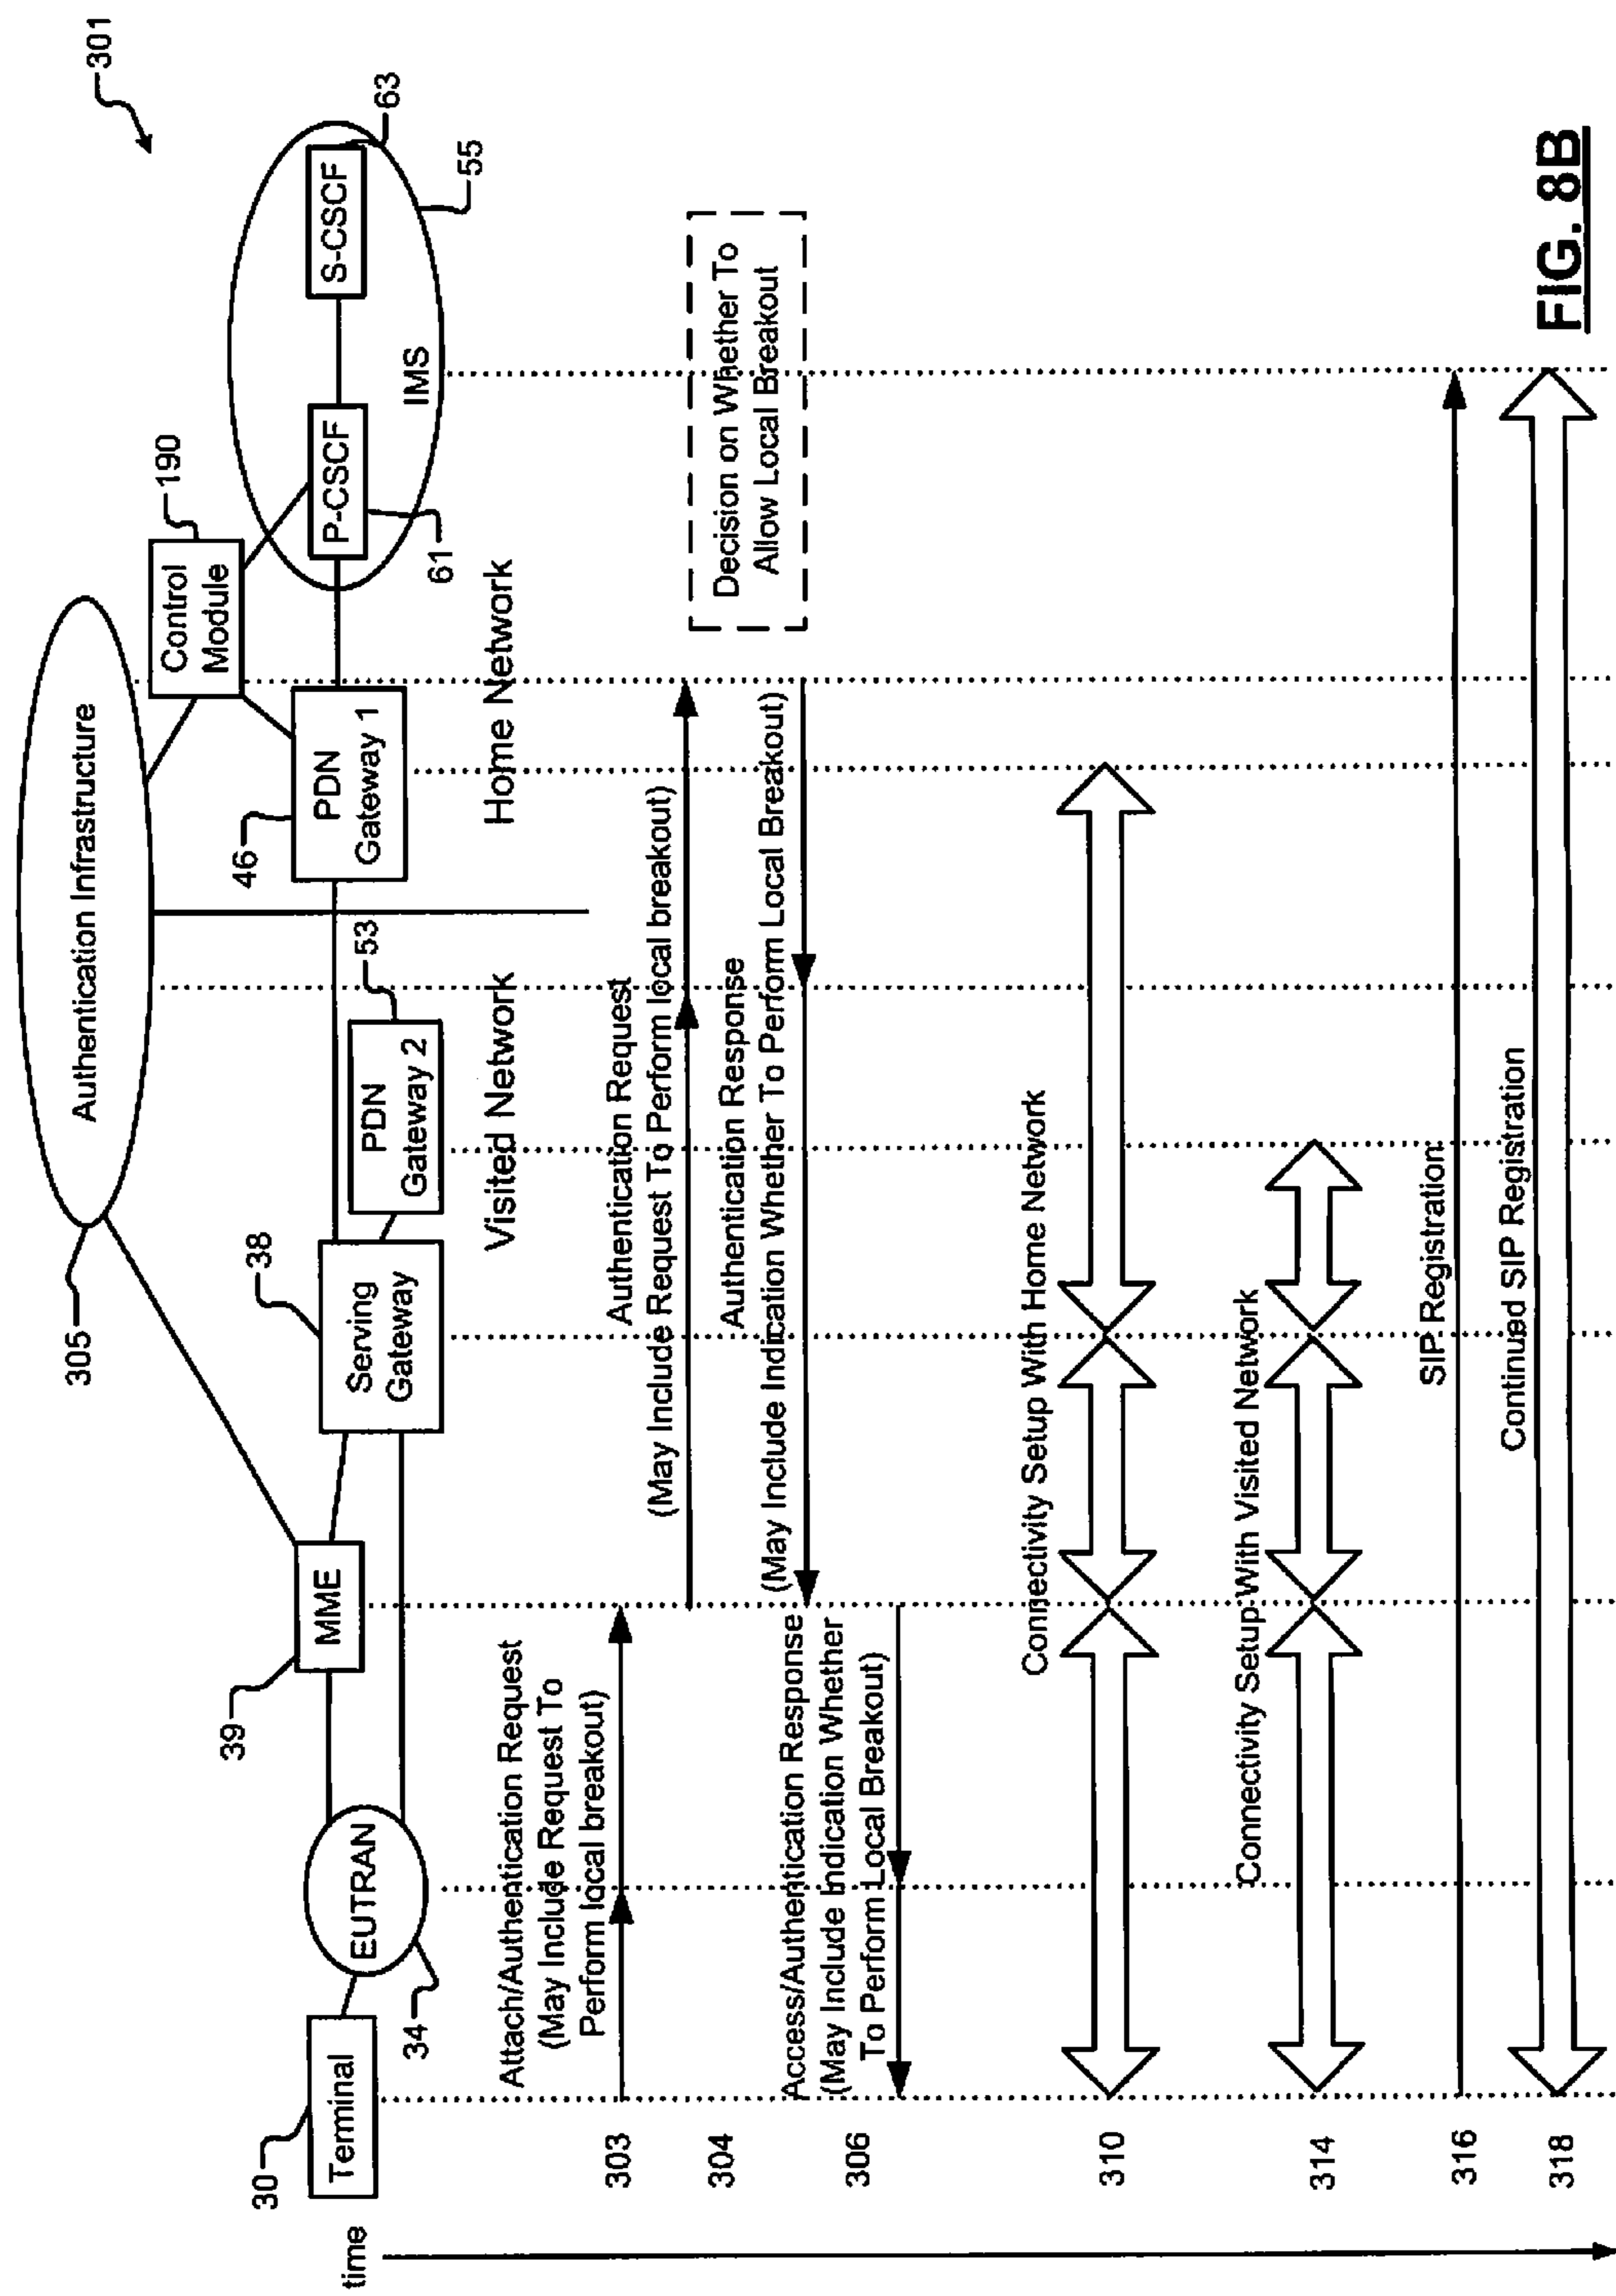 301
Authentication Infrastructure
305
190
Control
Module
63
S-CSCF
P-CSCF
IMS
55
61
30
Terminal
EUTRAN
34
39
MME
38
Serving
Gateway
53
PDN
Gateway 2
46
PDN
Gateway 1
Visited Network
Home Network
time
303
Attach/Authentication Request
(May Include Request To
Perform local breakout)
304
Authentication Request
(May Include Request To Perform local breakout)
Decision on Whether To
Allow Local Breakout
Authentication Response
(May Include Indication Whether To Perform Local Breakout)
306
Access/Authentication Response
(May Include Indication Whether
To Perform Local Breakout)
310
Connectivity Setup With Home Network
314
Connectivity Setup With Visited Network
316
SIP Registration
318
Continued SIP Registration
FIG. 8B